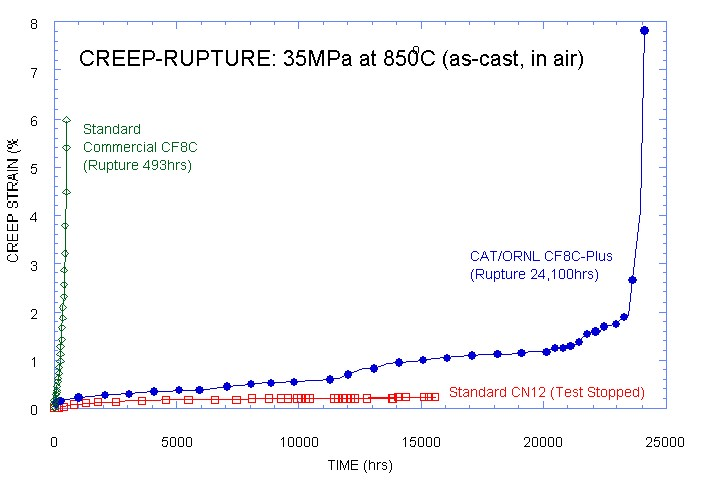 CREEP-RUPTURE: 35MPa at 850°C (as-cast, in air)
8
7
6
5
4
3
2
1
0
CREEP STRAIN (%
Standard
Commercial CF8C
(Rupture 493hrs)
CAT/ORNL CF8C-Plus
(Rupture 24,100hrs)
Standard CN12 (Test Stopped)
0
5000
10000
15000
20000
25000
TIME (hrs)